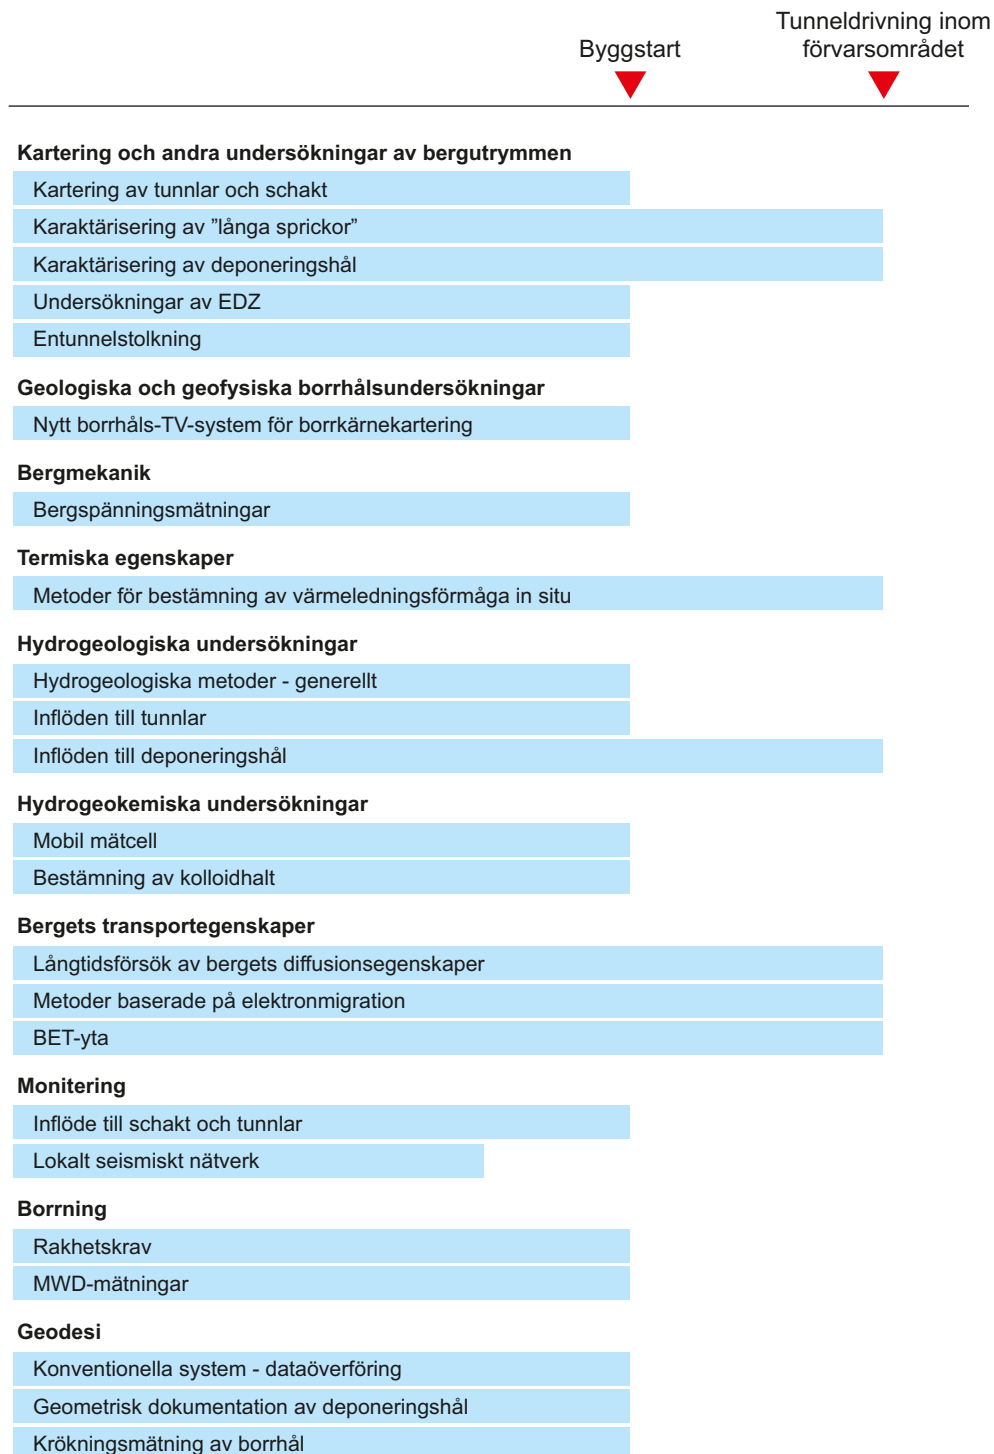 Tunneldrivning inom
Byggstart
förvarsområdet
Kartering och andra undersökningar av bergutrymmen
Kartering av tunnlar och schakt
Karaktärisering av ”långa sprickor”
Karaktärisering av deponeringshål
Undersökningar av EDZ
Entunnelstolkning
Geologiska och geofysiska borrhålsundersökningar
Nytt borrhåls-TV-system för borrkärnekartering
Bergmekanik
Bergspänningsmätningar
Termiska egenskaper
Metoder för bestämning av värmeledningsförmåga in situ
Hydrogeologiska undersökningar
Hydrogeologiska metoder - generellt
Inflöden till tunnlar
Inflöden till deponeringshål
Hydrogeokemiska undersökningar
Mobil mätcell
Bestämning av kolloidhalt
Bergets transportegenskaper
Långtidsförsök av bergets diffusionsegenskaper
Metoder baserade på elektronmigration
BET-yta
Monitering
Inflöde till schakt och tunnlar
Lokalt seismiskt nätverk
Borrning
Rakhetskrav
MWD-mätningar
Geodesi
Konventionella system - dataöverföring
Geometrisk dokumentation av deponeringshål
Krökningsmätning av borrhål